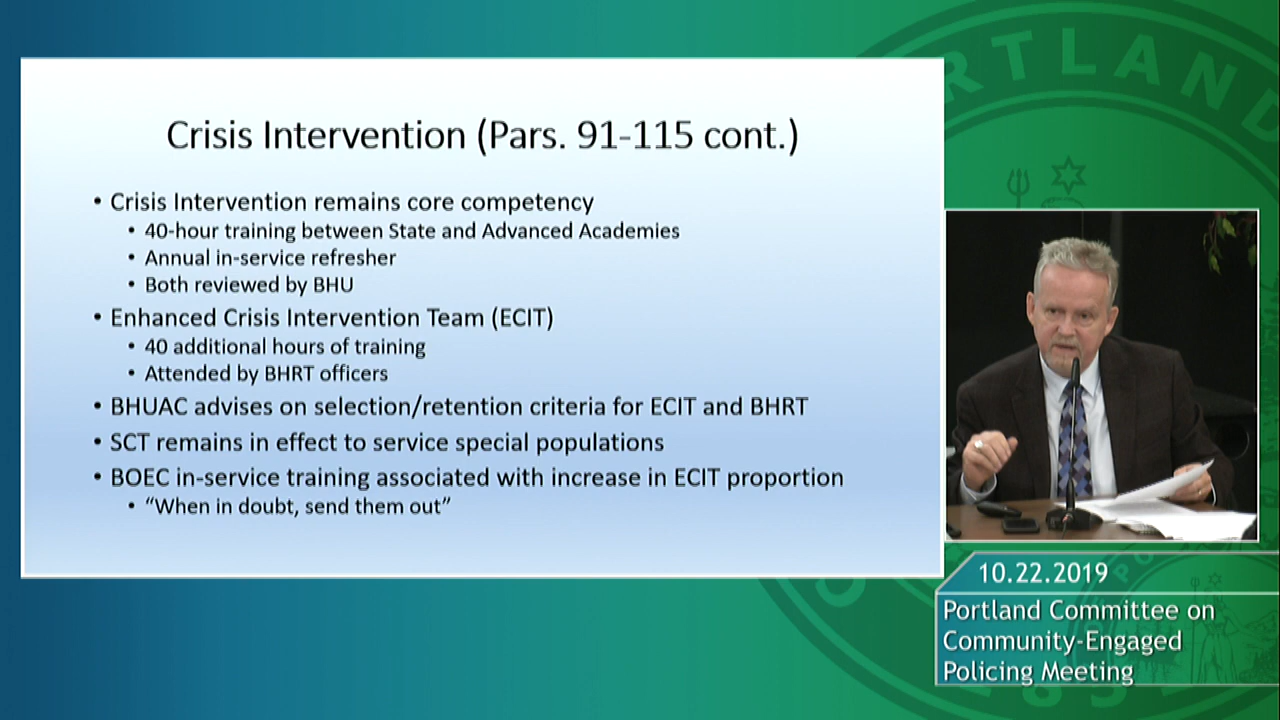 Crisis Intervention (Pars. 91-115 cont.)
• Crisis Intervention remains core competency
• 40-hour training between State and Advanced Academies
• Annual in-service refresher
• Both reviewed by BHU
• Enhanced Crisis Intervention Team (ECIT)
• 40 additional hours of training
• Attended by BHRT officers
• BHUAC advises on selection/retention criteria for ECIT and BHRT
• SCT remains in effect to service special populations
• BOEC in-service training associated with increase in ECIT proportion
• “When in doubt, send them out”
10.22.2019
Portland Committee on
Community-Engaged
Policing Meeting